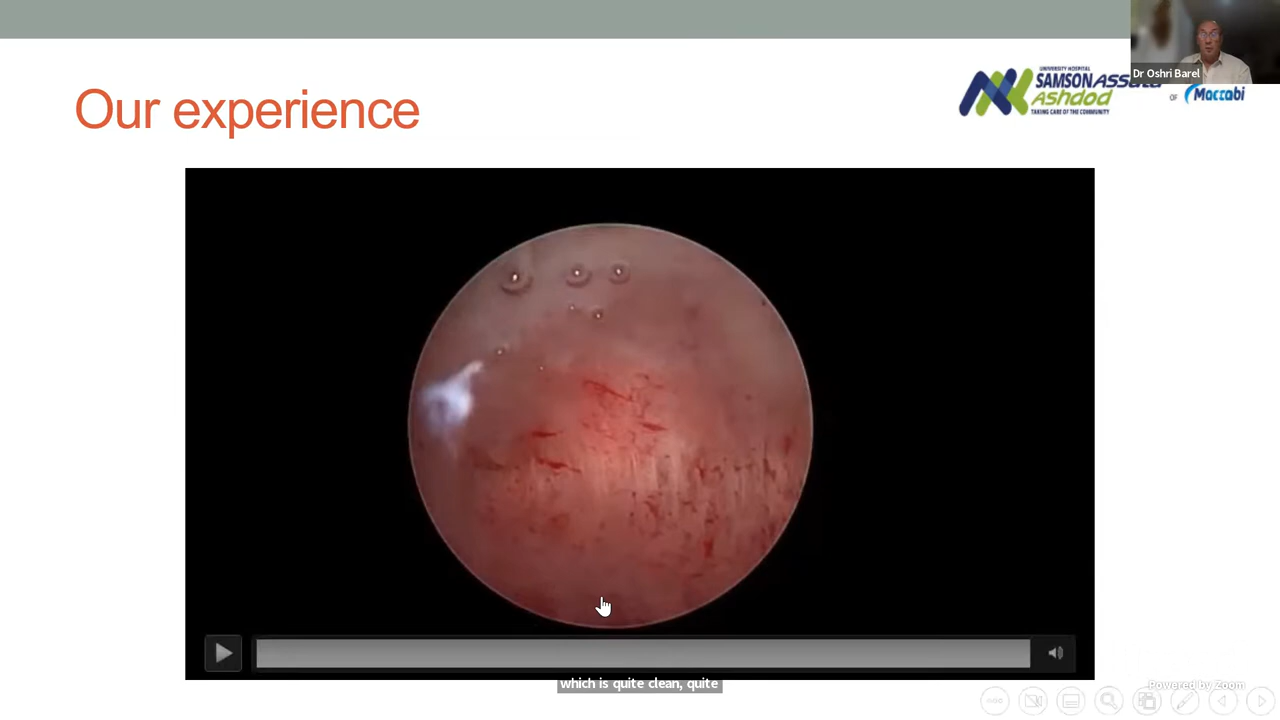 Our experience
UNIVERSITY HOSPITAL
SAMSON Assuta
Ashdod
TAKING CARE OF THE COMMUNITY
OF Maccabi
Dr Oshri Barel
which is quite clean, quite
Powered by Zoom